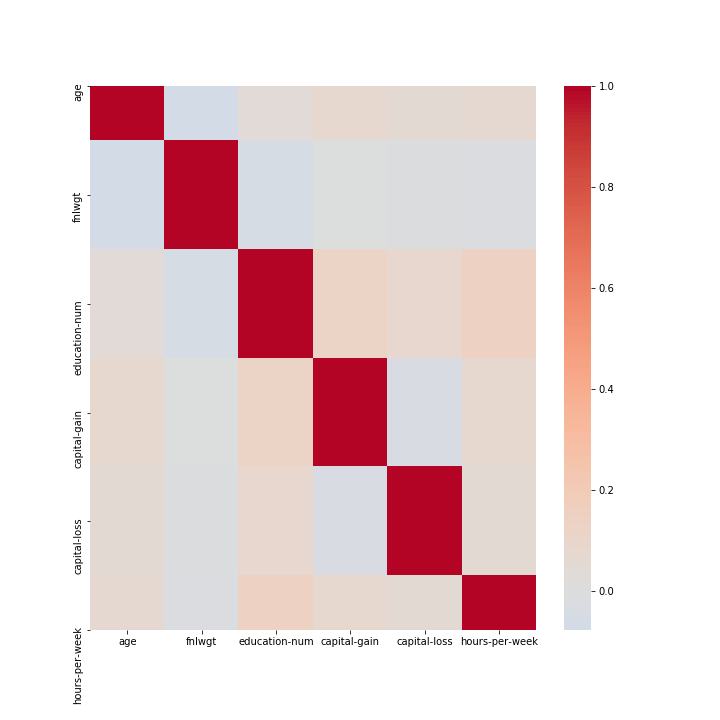 age
fnlwgt
education-num
capital-gain
capital-loss
hours-per-week
age
fnlwgt
education-num
capital-gain
capital-loss
hours-per-week
1.0
0.8
0.6
0.4
0.2
0.0